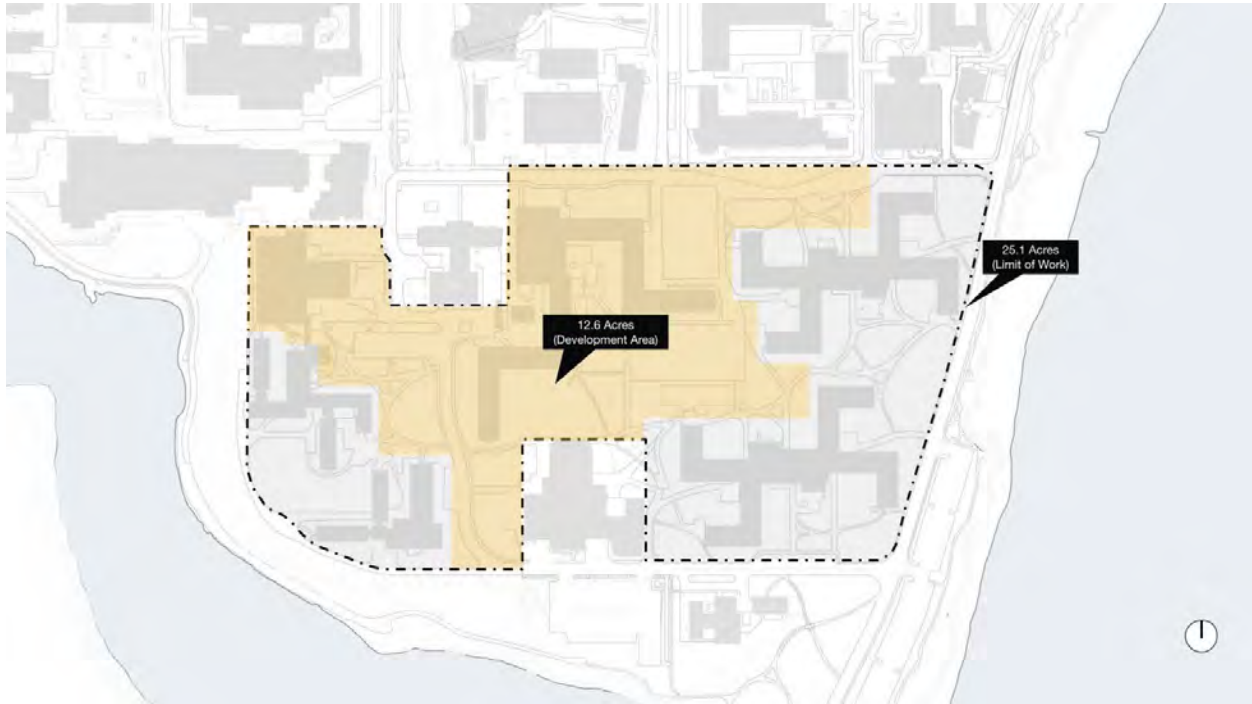 25.1 Acres
(Limit of Work)
12.6 Acres
(Development Area)